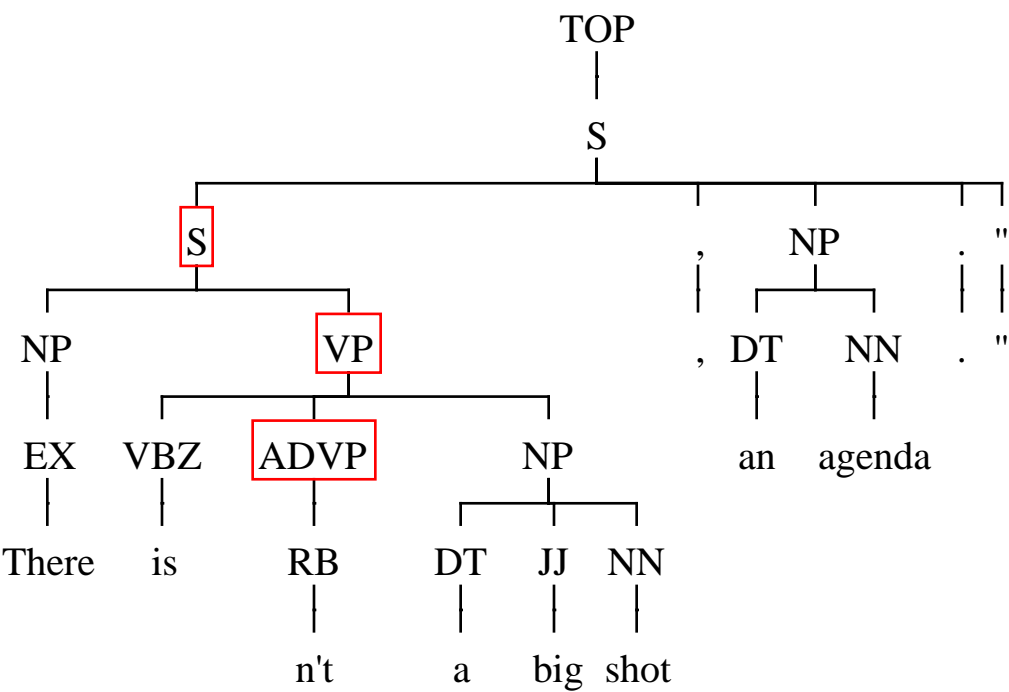 TOP
S
S , NP . "
NP VP , DT NN . "
EX VBZ ADVP NP an agenda
There is RB DT JJ NN
n't a big shot